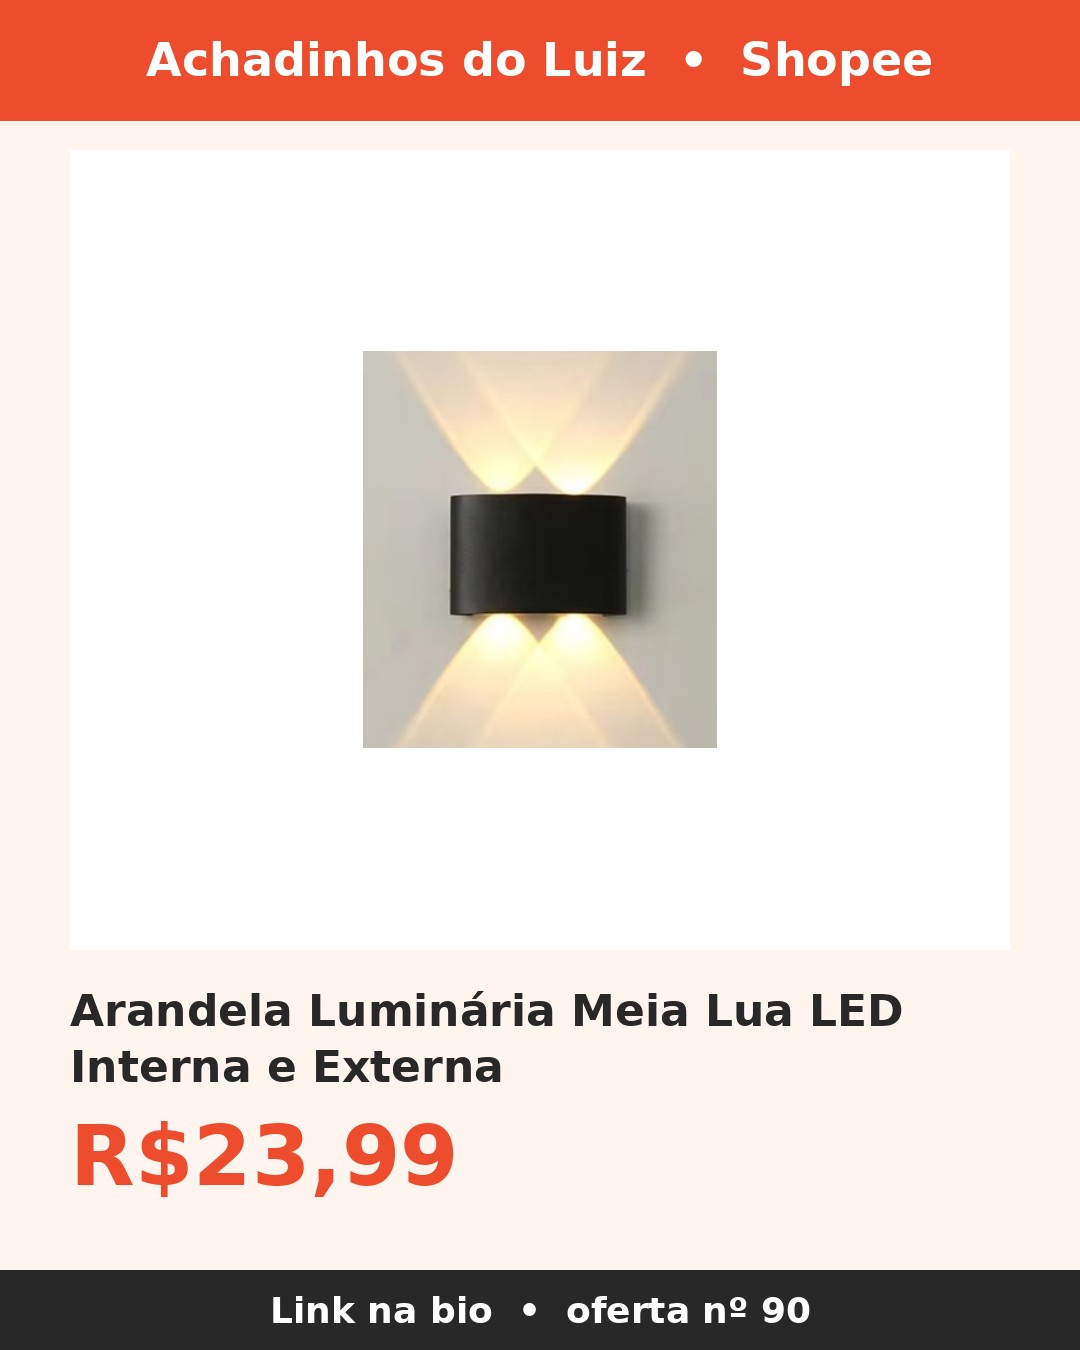 Achadinhos do Luiz • Shopee
Arandela Luminária Meia Lua LED
Interna e Externa
R$23,99
Link na bio • oferta nº 90